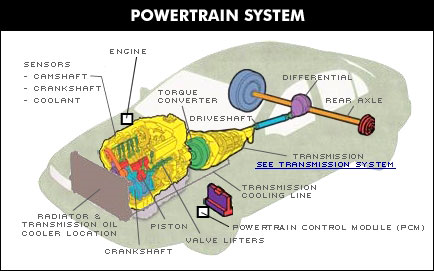 POWERTRAIN SYSTEM
ENGINE
SENSORS
- CAMSHAFT
- CRANKSHAFT
- COOLANT
TORQUE
CONVERTER
DIFFERENTIAL
REAR AXLE
DRIVESHAFT
TRANSMISSION
SEE TRANSMISSION SYSTEM
TRANSMISSION
COOLING LINE
RADIATOR &
TRANSMISSION OIL
COOLER LOCATION
PISTON
POWERTRAIN CONTROL MODULE (PCM)
VALVE LIFTERS
CRANKSHAFT